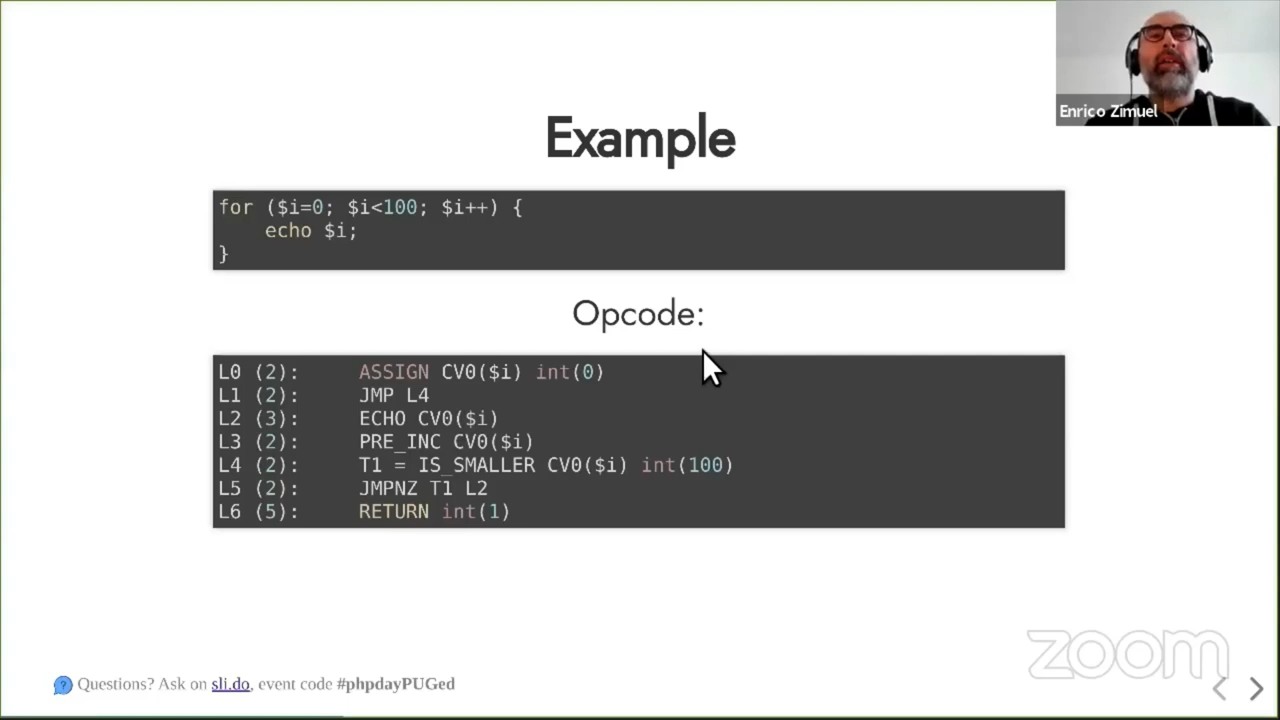 Enrico Zimuel
Example
for ($i=0; $i<100; $i++) {
    echo $i;
}
Opcode:
L0 (2):     ASSIGN CV0($i) int(0)
L1 (2):     JMP L4
L2 (3):     ECHO CV0($i)
L3 (2):     PRE_INC CV0($i)
L4 (2):     T1 = IS_SMALLER CV0($i) int(100)
L5 (2):     JMPNZ T1 L2
L6 (5):     RETURN int(1)
zoom
Questions? Ask on sli.do, event code #phpdayPUGed